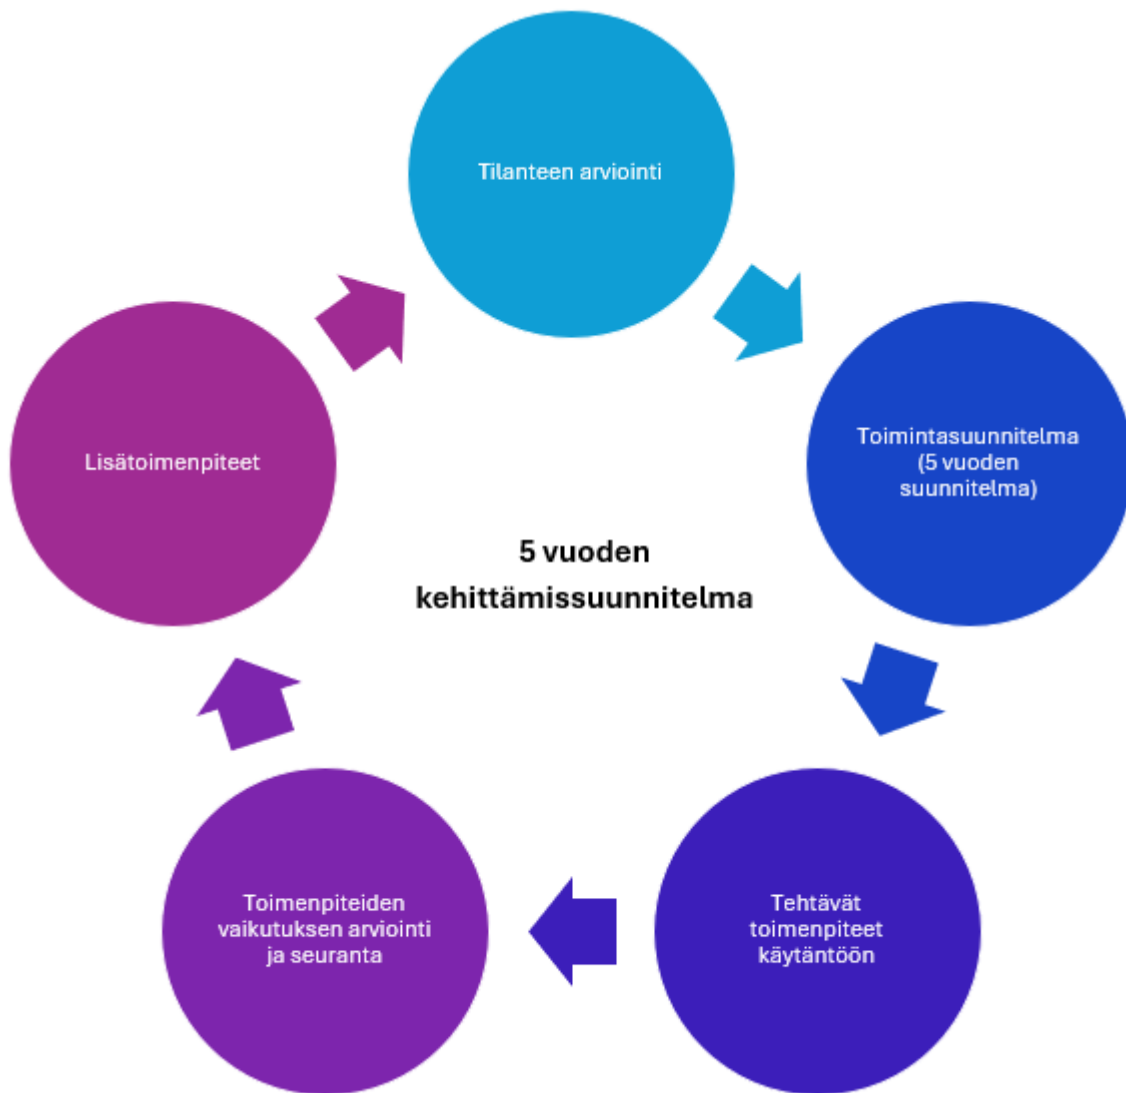 Tilanteen arviointi
Toimintasuunnitelma
(5 vuoden
suunnitelma)
Tehtävät
toimenpiteet
käytäntöön
Toimenpiteiden
vaikutuksen arviointi
ja seuranta
Lisätoimenpiteet
5 vuoden
kehittämissuunnitelma